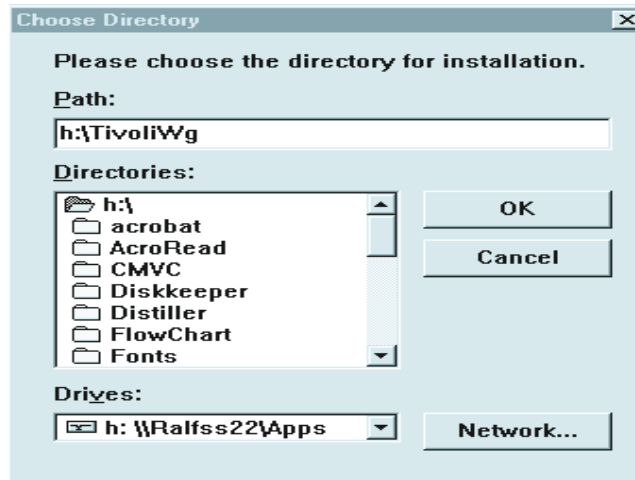 Choose Directory
Please choose the directory for installation.
Path:
h:\TivoliWg
Directories:
h:\
acrobat
AcroRead
CMVC
Diskkeeper
Distiller
FlowChart
Fonts
OK
Cancel
Drives:
h: \\Ralfss22\Apps
Network...